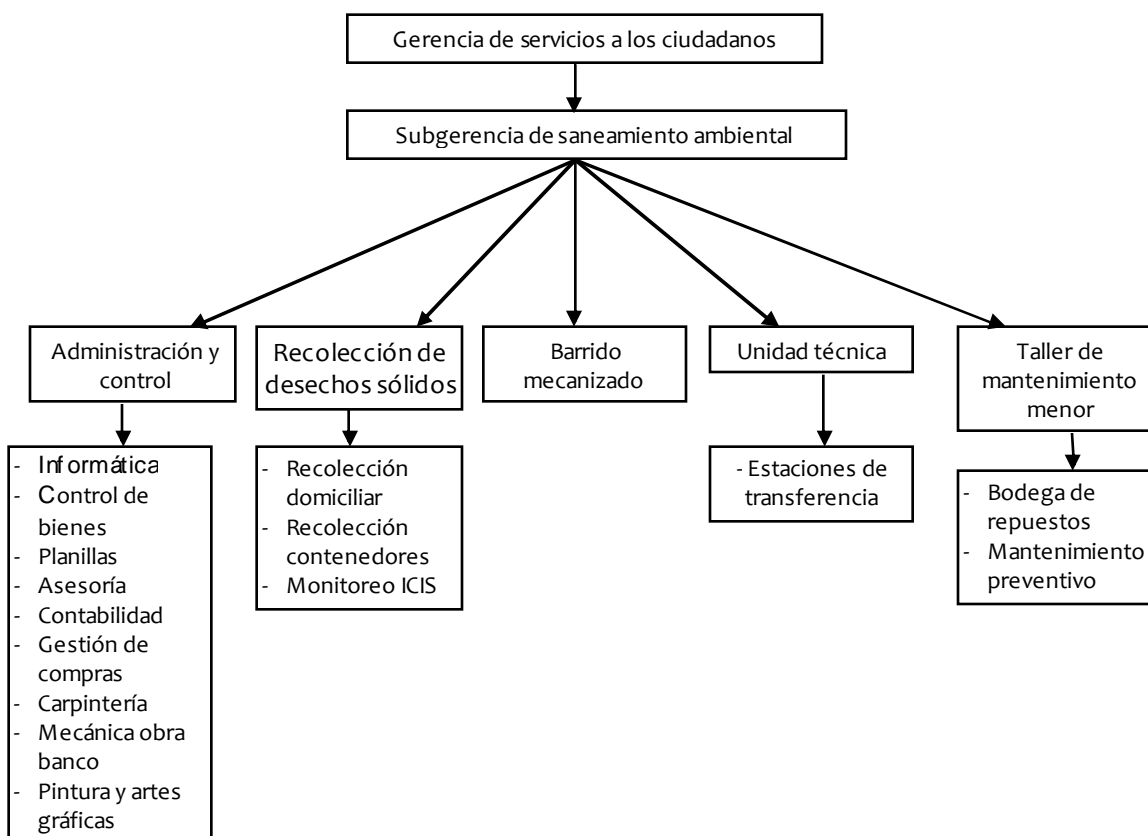 Gerencia de servicios a los ciudadanos
Subgerencia de saneamiento ambiental
Administración y
control
Recolección de
desechos sólidos
Barrido
mecanizado
Unidad técnica
Taller de
mantenimiento
menor
- Informática
- Control de
bienes
- Planillas
- Asesoría
- Contabilidad
- Gestión de
compras
- Carpintería
- Mecánica obra
banco
- Pintura y artes
gráficas
- Recolección
domiciliar
- Recolección
contenedores
- Monitoreo ICIS
- Estaciones de
transferencia
- Bodega de
repuestos
- Mantenimiento
preventivo